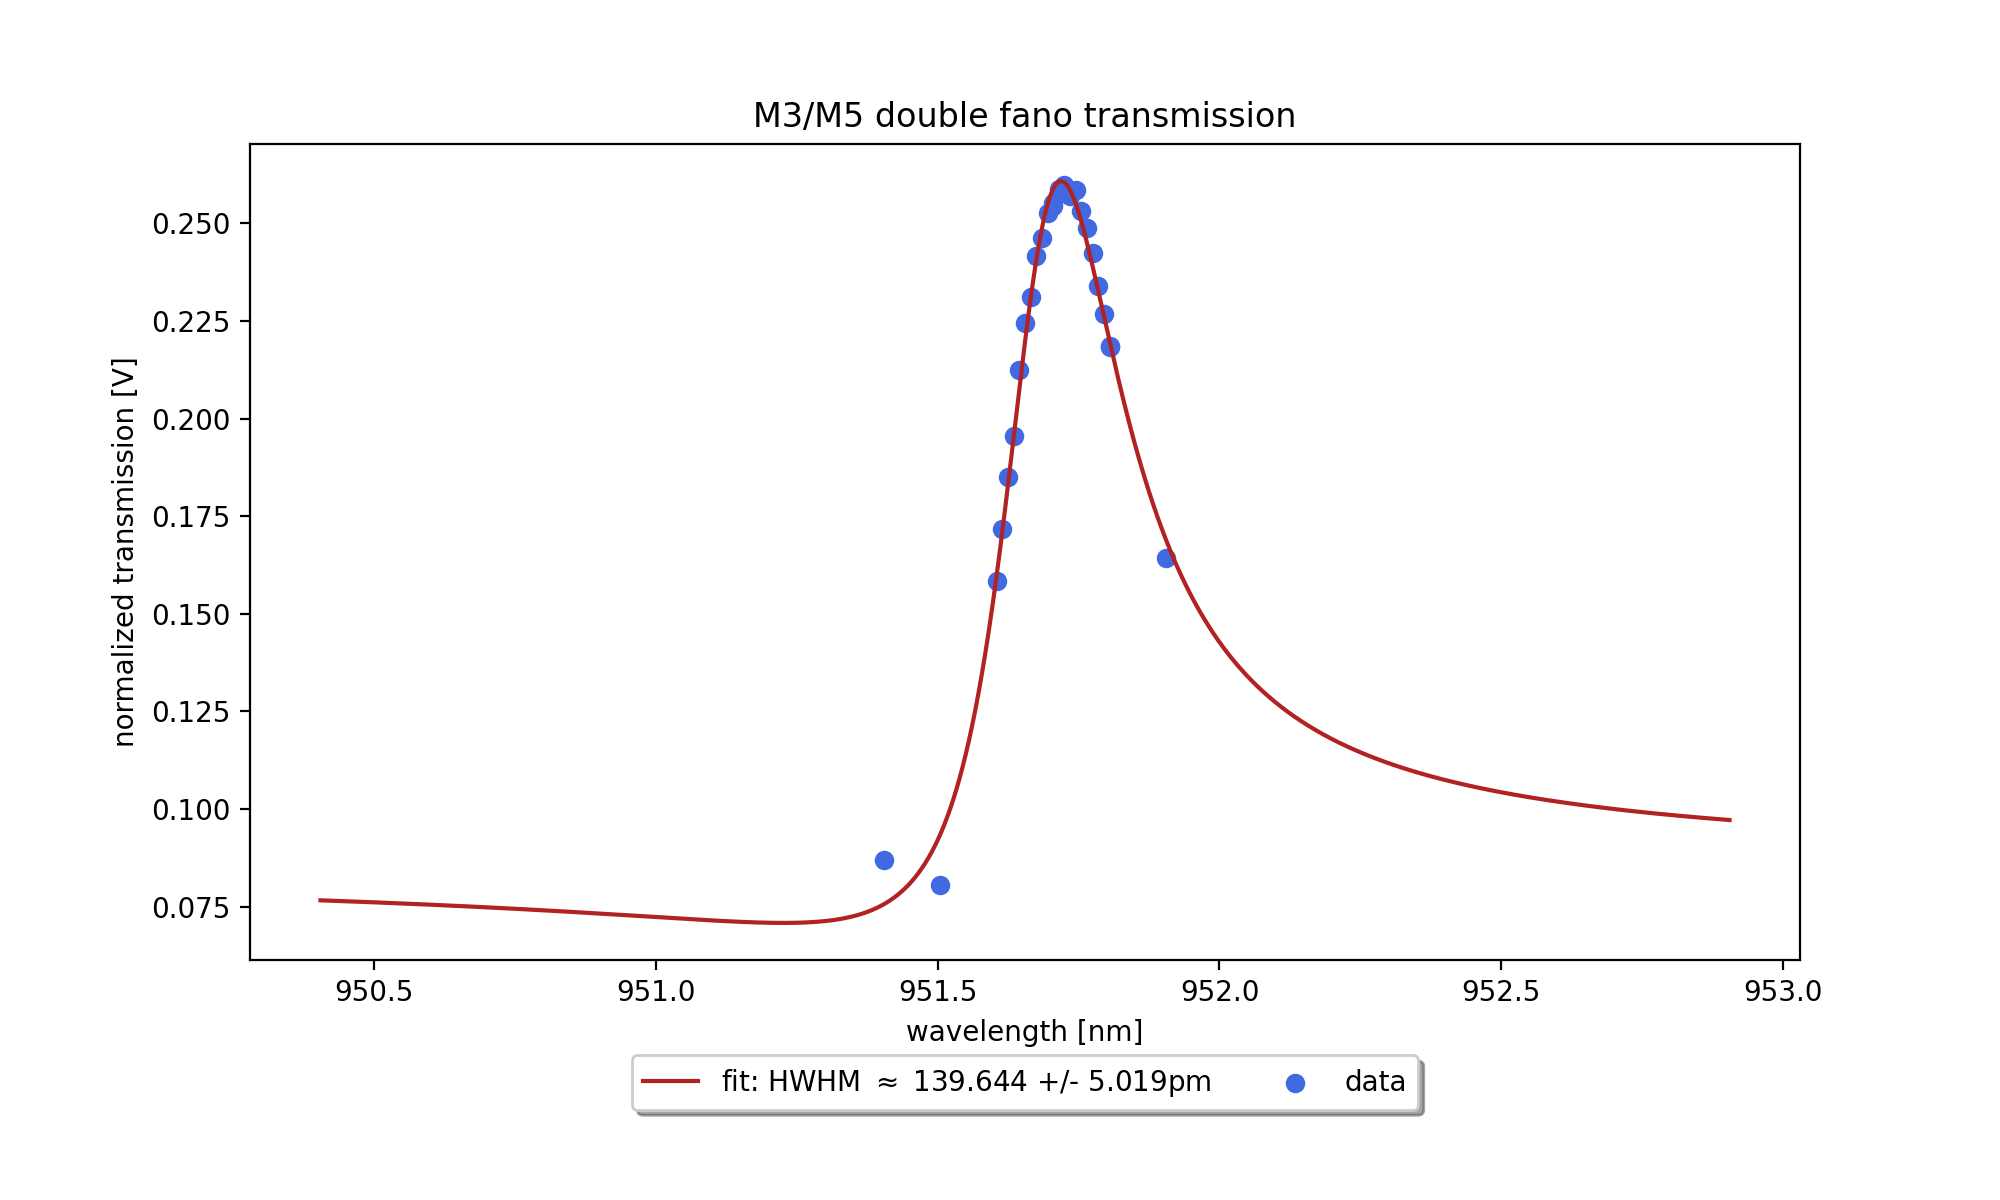 M3/M5 double fano transmission
normalized transmission [V]
0.250
0.225
0.200
0.175
0.150
0.125
0.100
0.075
950.5 951.0 951.5 952.0 952.5 953.0
wavelength [nm]
fit: HWHM ≈ 139.644 +/- 5.019pm data